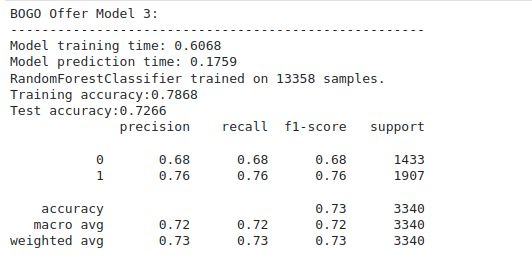 BOGO Offer Model 3:
-------------------------------------------------------
Model training time: 0.6068
Model prediction time: 0.1759
RandomForestClassifier trained on 13358 samples.
Training accuracy:0.7868
Test accuracy:0.7266
precision recall f1-score support
0 0.68 0.68 0.68 1433
1 0.76 0.76 0.76 1907
accuracy 0.73 3340
macro avg 0.72 0.72 0.72 3340
weighted avg 0.73 0.73 0.73 3340